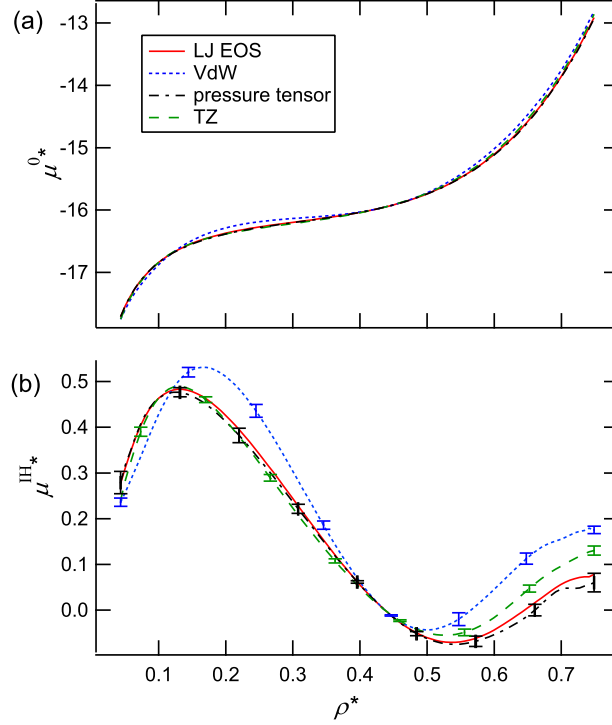 (a)
-13
-14
-15
-16
-17
μ⁰*
LJ EOS
VdW
pressure tensor
TZ
(b)
0.5
0.4
0.3
0.2
0.1
0.0
μᴵᴴ*
0.1 0.2 0.3 0.4 0.5 0.6 0.7
ρ*